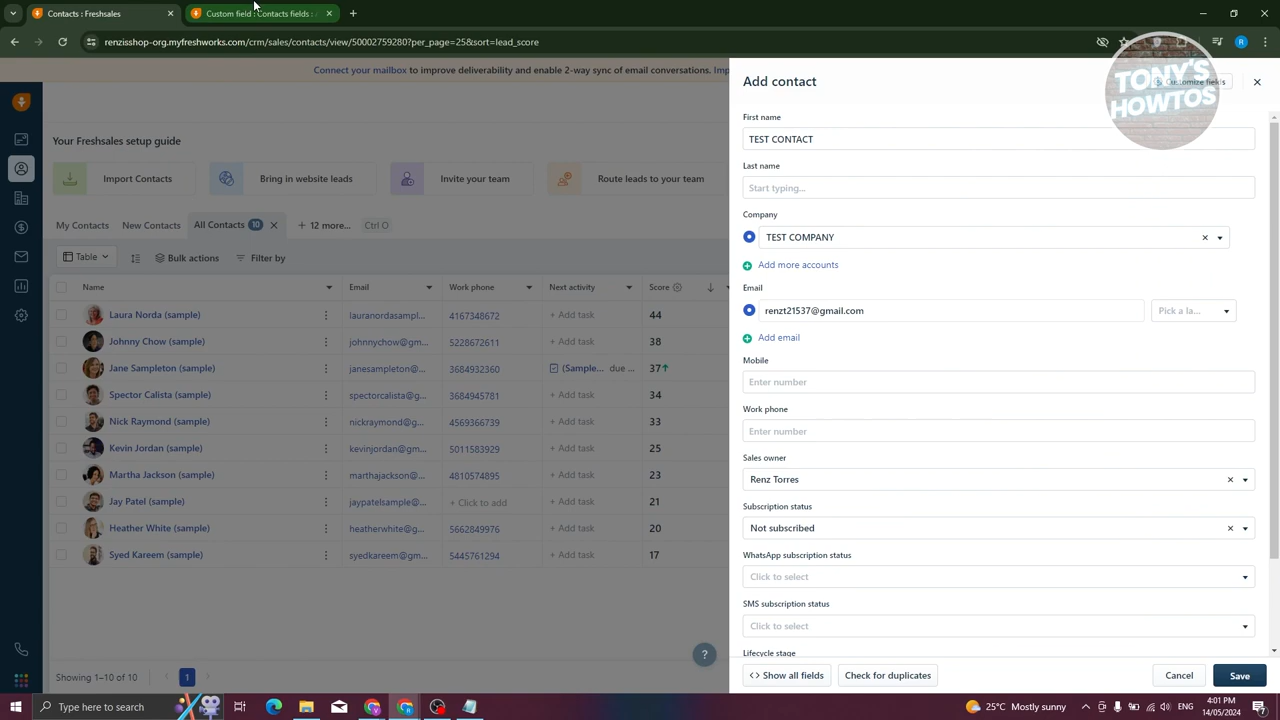 Contacts : Freshworks
Custom field : Contacts fields :
renzisshop-org.myfreshworks.com/crm/sales/contacts/view/50002759280?per_page=25&sort=lead_score
R
Connect your mailbox to improve deliverability and enable 2-way sync of email conversations.
Add contact
Customize fields
TONY'S
HOWTOS
First name
TEST CONTACT
Last name
Start typing...
Company
TEST COMPANY
Add more accounts
Email
renzt21537@gmail.com
Pick a la...
Add email
Mobile
Enter number
Work phone
Enter number
Sales owner
Renz Torres
Subscription status
Not subscribed
WhatsApp subscription status
Click to select
SMS subscription status
Click to select
Lifecycle stage
<> Show all fields
Check for duplicates
Cancel
Save
Your Freshsales setup guide
Import Contacts
Bring in website leads
Invite your team
Route leads to your team
My Contacts
New Contacts
All Contacts 10
+ 12 more...
Ctrl O
Table
Bulk actions
Filter by
Name Email Work phone Next activity Score
Laura Norda (sample) lauranordasampl... 4167348672 + Add task 44
Johnny Chow (sample) johnnychow@gm... 5228672611 + Add task 38
Jane Sampleton (sample) janesampleton@... 3684932360 (Sample... due ... 37
Spector Calista (sample) spectorcalista@g... 3684945781 + Add task 34
Nick Raymond (sample) nickraymond@g... 4569366739 + Add task 33
Kevin Jordan (sample) kevinjordan@gm... 5011583929 + Add task 25
Martha Jackson (sample) marthajackson@... 4810574895 + Add task 23
Jay Patel (sample) jaypatelsample@... + Click to add + Add task 21
Heather White (sample) heatherwhite@g... 5662849976 + Add task 20
Syed Kareem (sample) syedkareem@gm... 5445761294 + Add task 17
?
Showing 1–10 of 10
1
Type here to search
25°C Mostly sunny
ENG
4:01 PM
14/05/2024
7